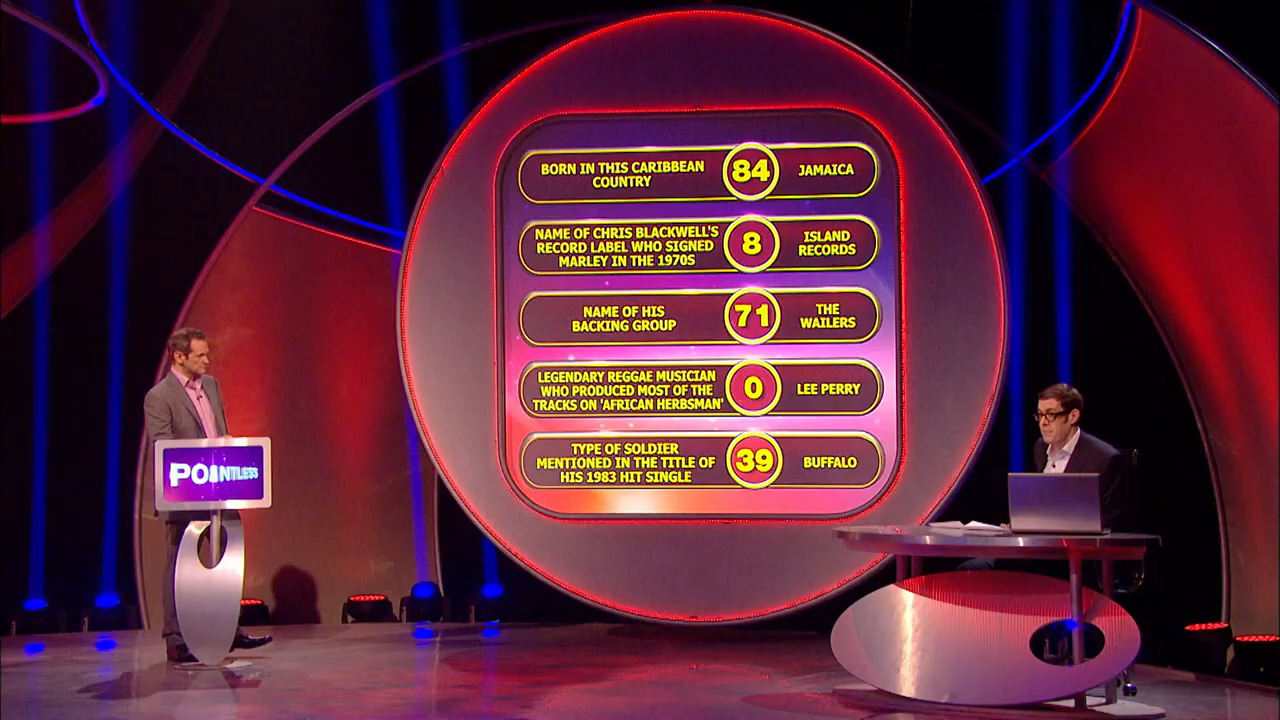 BORN IN THIS CARIBBEAN
COUNTRY
84
JAMAICA
NAME OF CHRIS BLACKWELL'S
RECORD LABEL WHO SIGNED
MARLEY IN THE 1970S
8
ISLAND
RECORDS
NAME OF HIS
BACKING GROUP
71
THE
WAILERS
LEGENDARY REGGAE MUSICIAN
WHO PRODUCED MOST OF THE
TRACKS ON 'AFRICAN HERBSMAN'
0
LEE PERRY
TYPE OF SOLDIER
MENTIONED IN THE TITLE OF
HIS 1983 HIT SINGLE
39
BUFFALO
POINTLESS